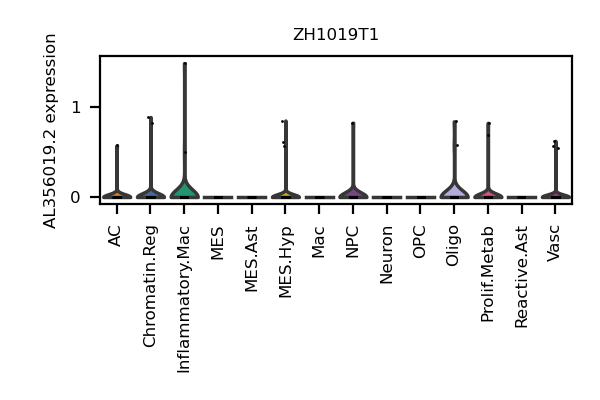 ZH1019T1
AL356019.2 expression
1
0
AC
Chromatin.Reg
Inflammatory.Mac
MES
MES.Ast
MES.Hyp
Mac
NPC
Neuron
OPC
Oligo
Prolif.Metab
Reactive.Ast
Vasc